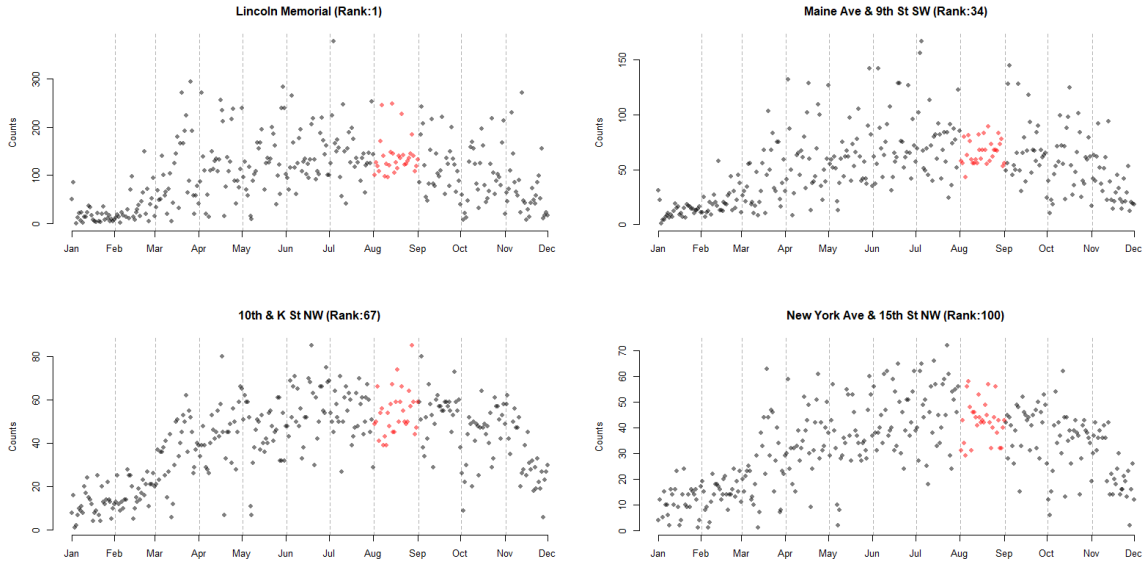 Lincoln Memorial (Rank:1)
Counts
300
200
100
0
Jan Feb Mar Apr May Jun Jul Aug Sep Oct Nov Dec
Maine Ave & 9th St SW (Rank:34)
Counts
150
100
50
0
Jan Feb Mar Apr May Jun Jul Aug Sep Oct Nov Dec
10th & K St NW (Rank:67)
Counts
80
60
40
20
0
Jan Feb Mar Apr May Jun Jul Aug Sep Oct Nov Dec
New York Ave & 15th St NW (Rank:100)
Counts
70
60
50
40
30
20
10
0
Jan Feb Mar Apr May Jun Jul Aug Sep Oct Nov Dec